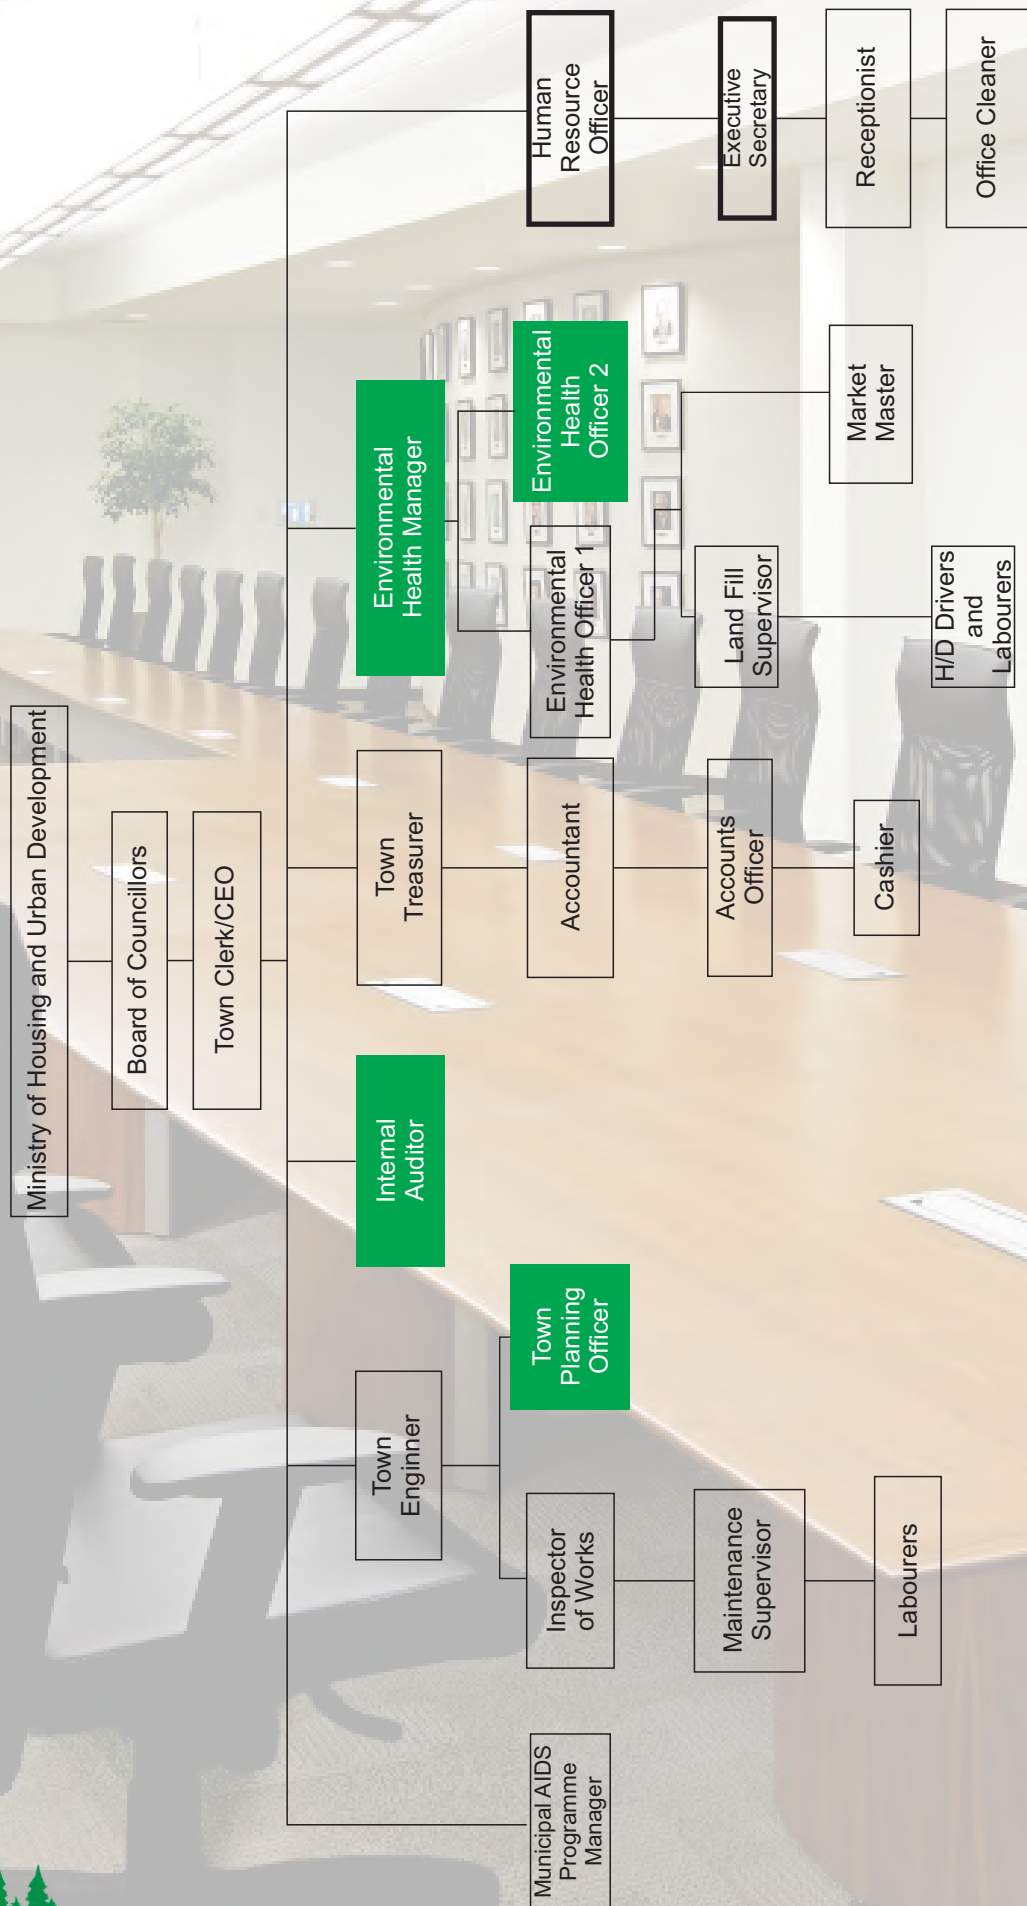 Ministry of Housing and Urban Development
Board of Councillors
Town Clerk/CEO
Municipal AIDS
Programme
Manager
Town
Enginner
Inspector
of Works
Maintenance
Supervisor
Labourers
Town
Planning
Officer
Internal
Auditor
Town
Treasurer
Accountant
Accounts
Officer
Cashier
Environmental
Health Manager
Environmental
Health Officer 1
Environmental
Health
Officer 2
Land Fill
Supervisor
H/D Drivers
and
Labourers
Market
Master
Human
Resource
Officer
Executive
Secretary
Receptionist
Office Cleaner